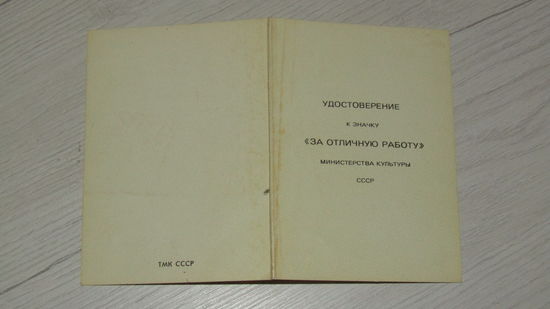 УДОСТОВЕРЕНИЕ
К ЗНАЧКУ
«ЗА ОТЛИЧНУЮ РАБОТУ»
МИНИСТЕРСТВА КУЛЬТУРЫ
СССР
ТМК СССР